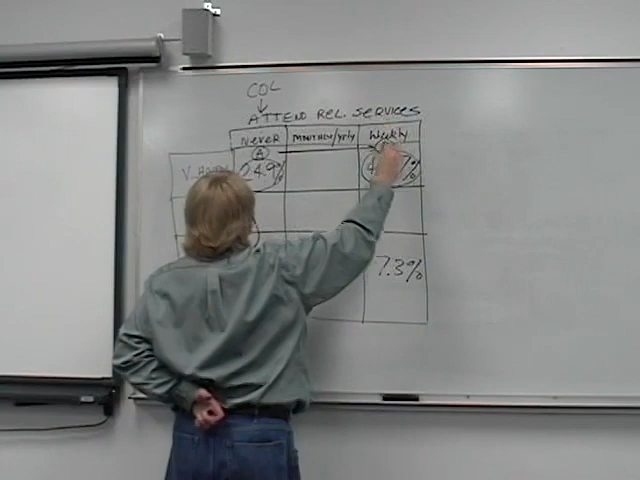 COL
ATTEND REL. SERVICES
Never MONTHLY/YRLY Weekly
A
24.9%
7.3%